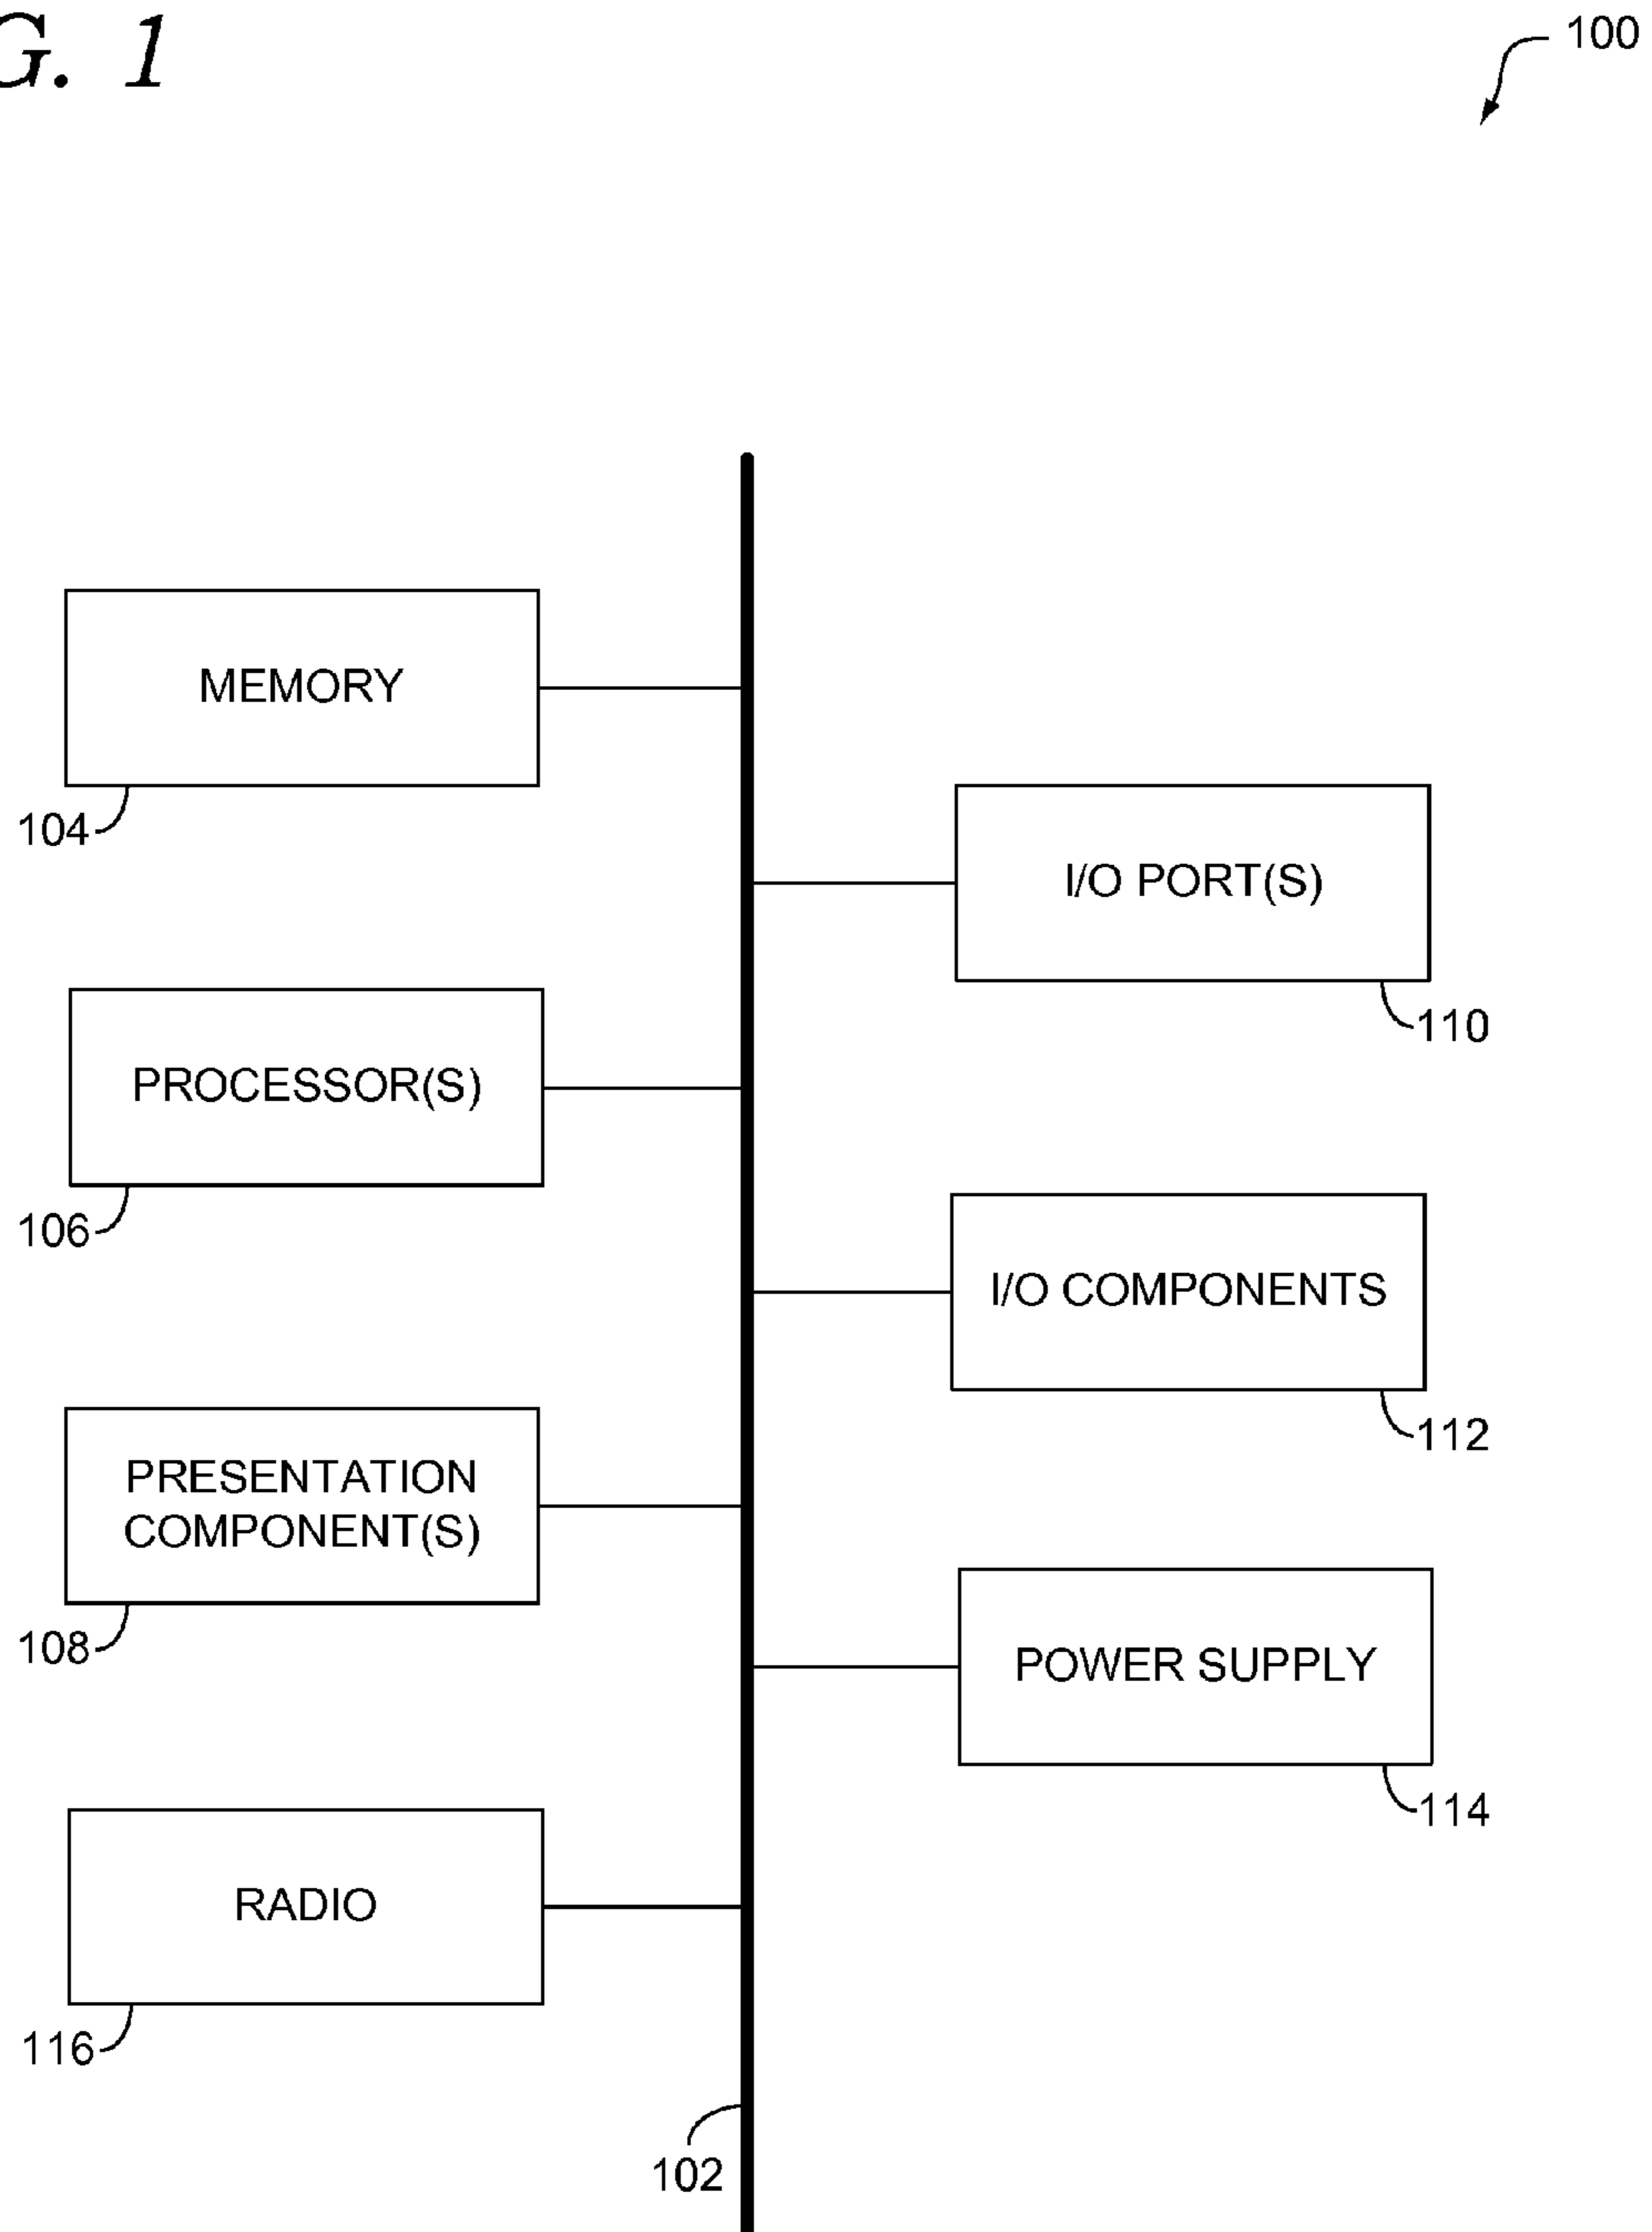 G. 1
100
MEMORY
104
I/O PORT(S)
110
PROCESSOR(S)
106
I/O COMPONENTS
112
PRESENTATION
COMPONENT(S)
108
POWER SUPPLY
114
RADIO
116
102